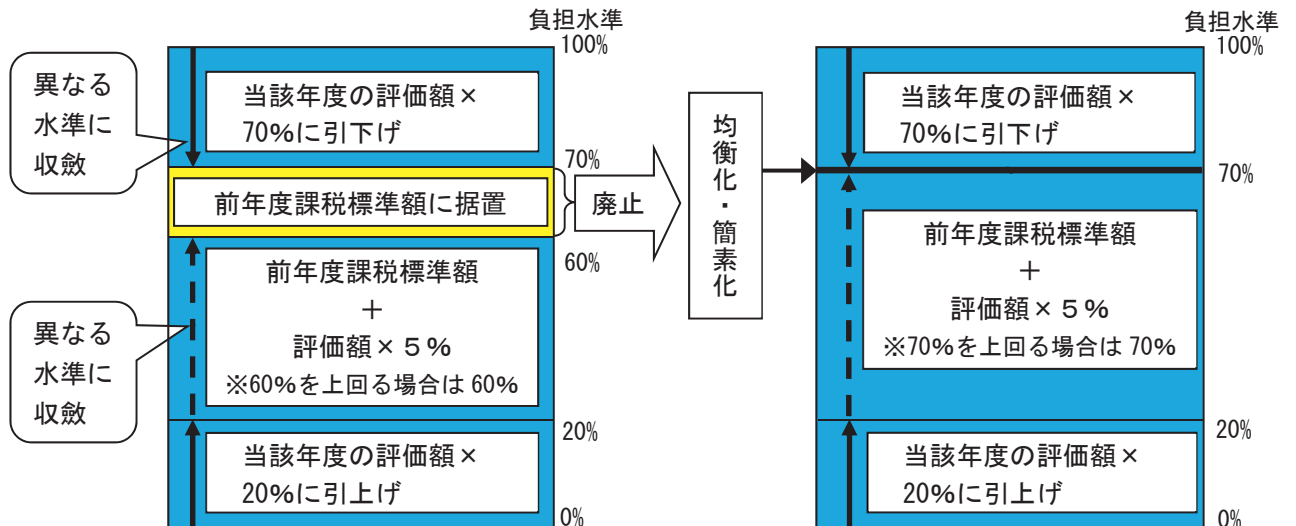 負担水準
100%
異なる
水準に
収斂
当該年度の評価額×
70%に引下げ
70%
前年度課税標準額に据置
廃止
60%
前年度課税標準額
+
評価額×5%
※60%を上回る場合は60%
異なる
水準に
収斂
20%
当該年度の評価額×
20%に引上げ
0%
均衡化・簡素化
負担水準
100%
当該年度の評価額×
70%に引下げ
70%
前年度課税標準額
+
評価額×5%
※70%を上回る場合は70%
20%
当該年度の評価額×
20%に引上げ
0%